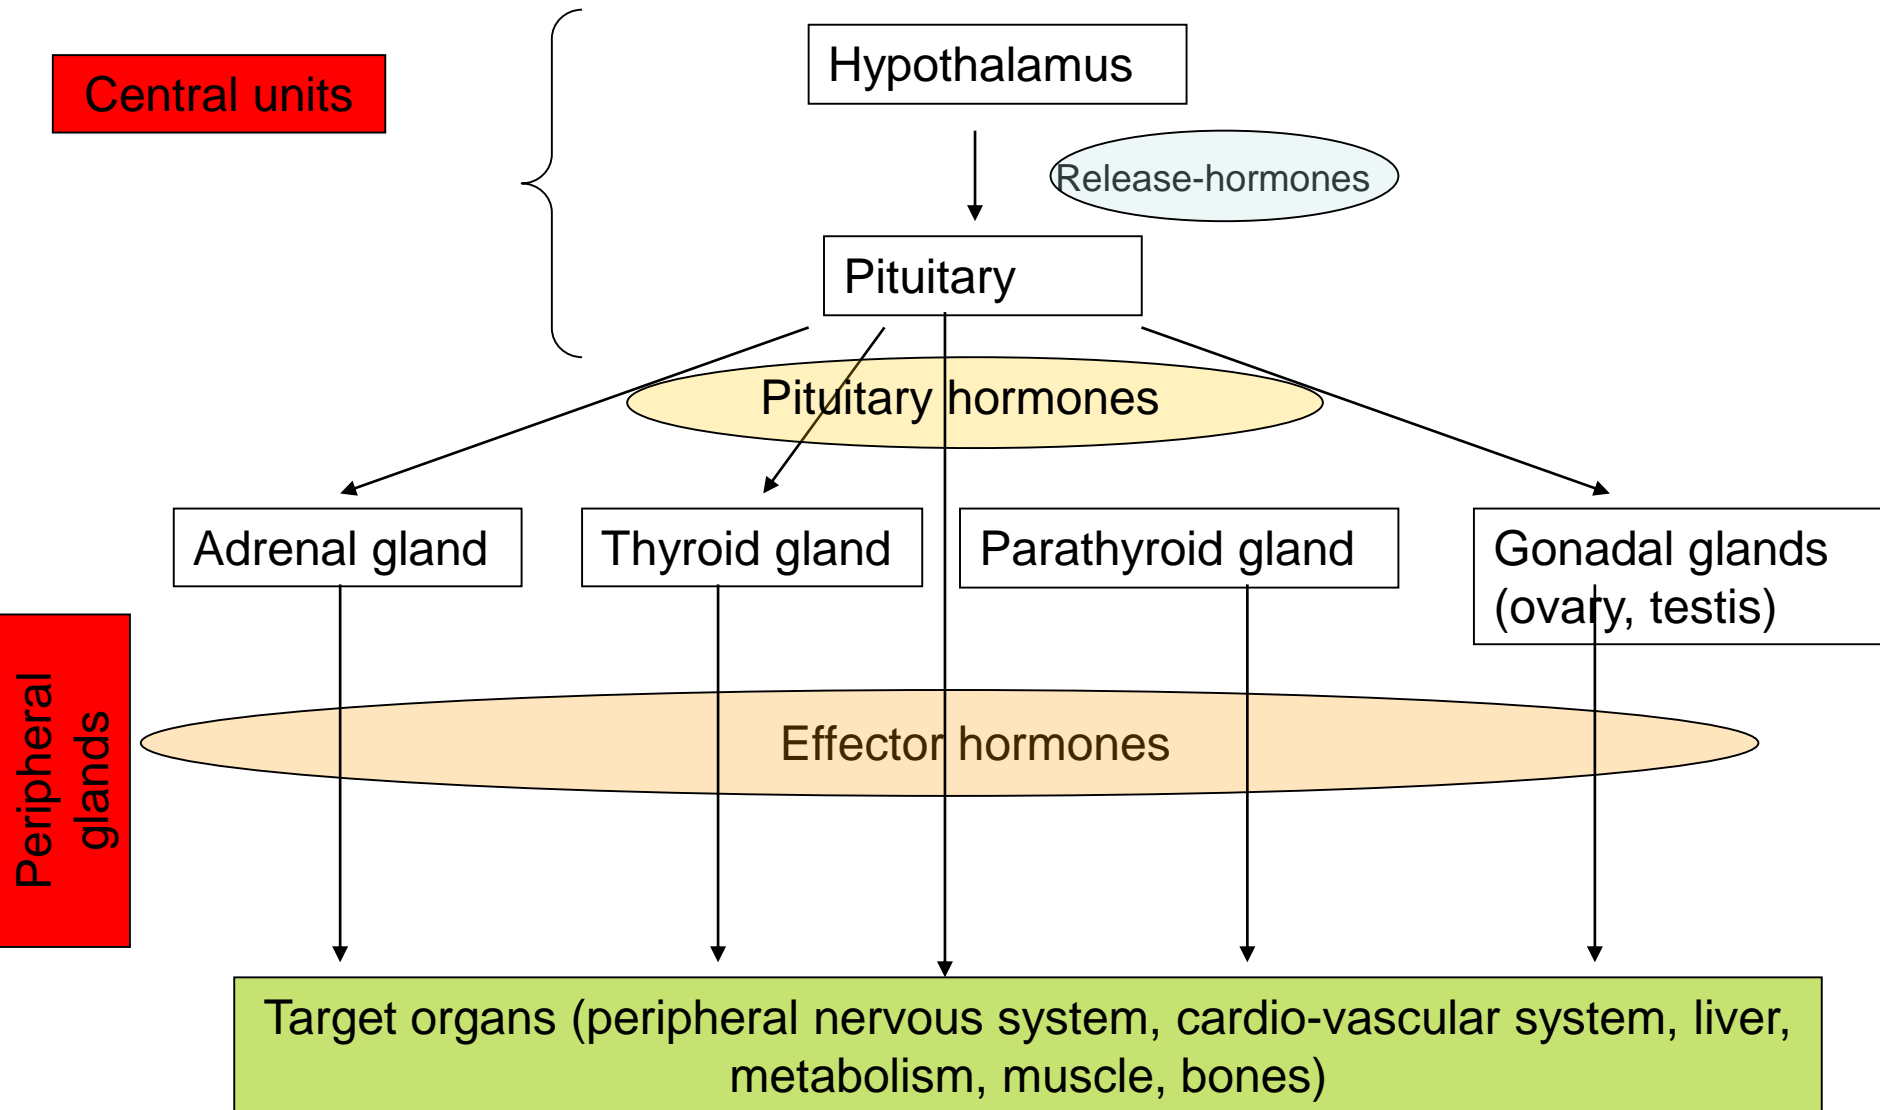 Central units
Hypothalamus
Release-hormones
Pituitary
Pituitary hormones
Adrenal gland
Thyroid gland
Parathyroid gland
Gonadal glands
(ovary, testis)
Peripheral
glands
Effector hormones
Target organs (peripheral nervous system, cardio-vascular system, liver,
metabolism, muscle, bones)